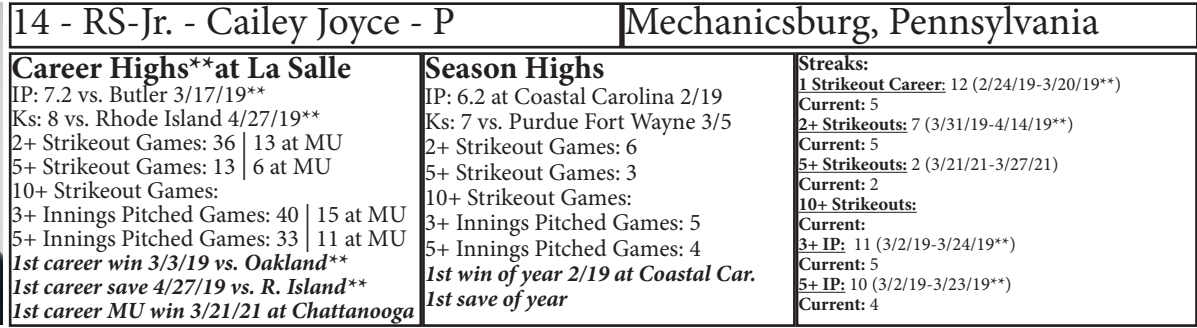 14 - RS-Jr. - Cailey Joyce - P
Mechanicsburg, Pennsylvania
Career Highs**at La Salle
IP: 7.2 vs. Butler 3/17/19**
Ks: 8 vs. Rhode Island 4/27/19**
2+ Strikeout Games: 36 | 13 at MU
5+ Strikeout Games: 13 | 6 at MU
10+ Strikeout Games:
3+ Innings Pitched Games: 40 | 15 at MU
5+ Innings Pitched Games: 33 | 11 at MU
1st career win 3/3/19 vs. Oakland**
1st career save 4/27/19 vs. R. Island**
1st career MU win 3/21/21 at Chattanooga
Season Highs
IP: 6.2 at Coastal Carolina 2/19
Ks: 7 vs. Purdue Fort Wayne 3/5
2+ Strikeout Games: 6
5+ Strikeout Games: 3
10+ Strikeout Games:
3+ Innings Pitched Games: 5
5+ Innings Pitched Games: 4
1st win of year 2/19 at Coastal Car.
1st save of year
Streaks:
1 Strikeout Career: 12 (2/24/19-3/20/19**)
Current: 5
2+ Strikeouts: 7 (3/31/19-4/14/19**)
Current: 5
5+ Strikeouts: 2 (3/21/21-3/27/21)
Current: 2
10+ Strikeouts:
Current:
3+ IP: 11 (3/2/19-3/24/19**)
Current: 5
5+ IP: 10 (3/2/19-3/23/19**)
Current: 4